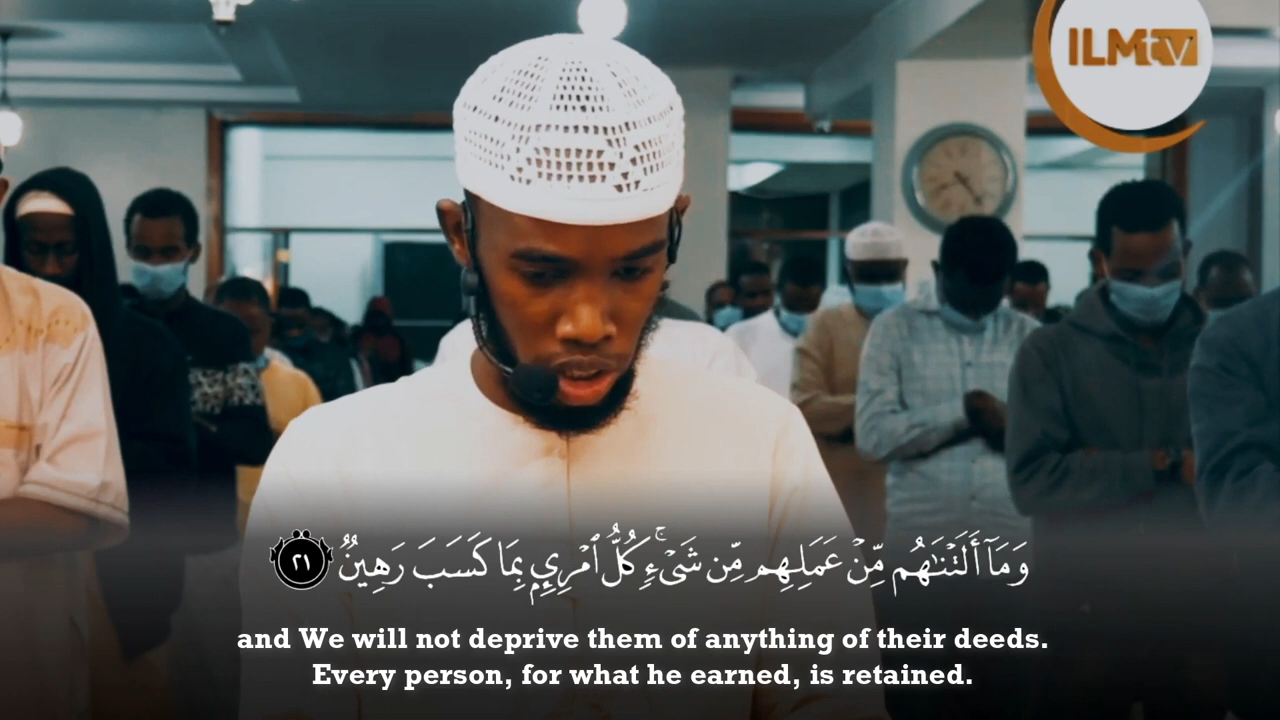 ILMtv
وَمَآ أَلَتْنَٰهُم مِّنْ عَمَلِهِم مِّن شَىْءٍۢ ۚ كُلُّ ٱمْرِئٍۭ بِمَا كَسَبَ رَهِينٌۭ ٢١
and We will not deprive them of anything of their deeds.
Every person, for what he earned, is retained.